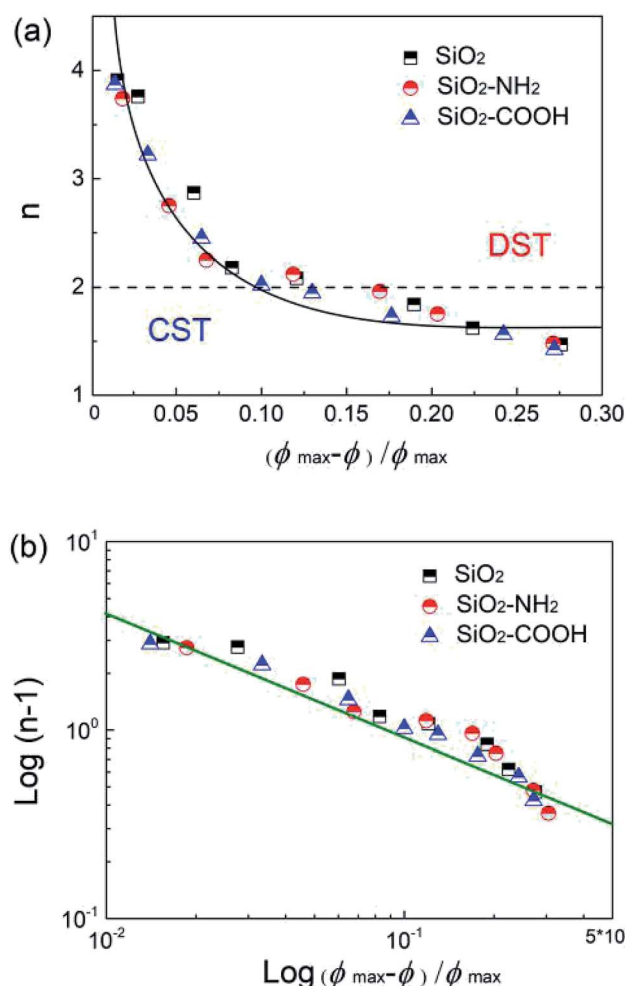 (a)
SiO2
SiO2-NH2
SiO2-COOH
n
4
3
2
1
DST
CST
0 0.05 0.10 0.15 0.20 0.25 0.30
(ϕ max-ϕ) /ϕ max
(b)
SiO2
SiO2-NH2
SiO2-COOH
Log (n-1)
10^1
10^0
10^-1
10^-2 10^-1 5*10
Log (ϕ max-ϕ) /ϕ max